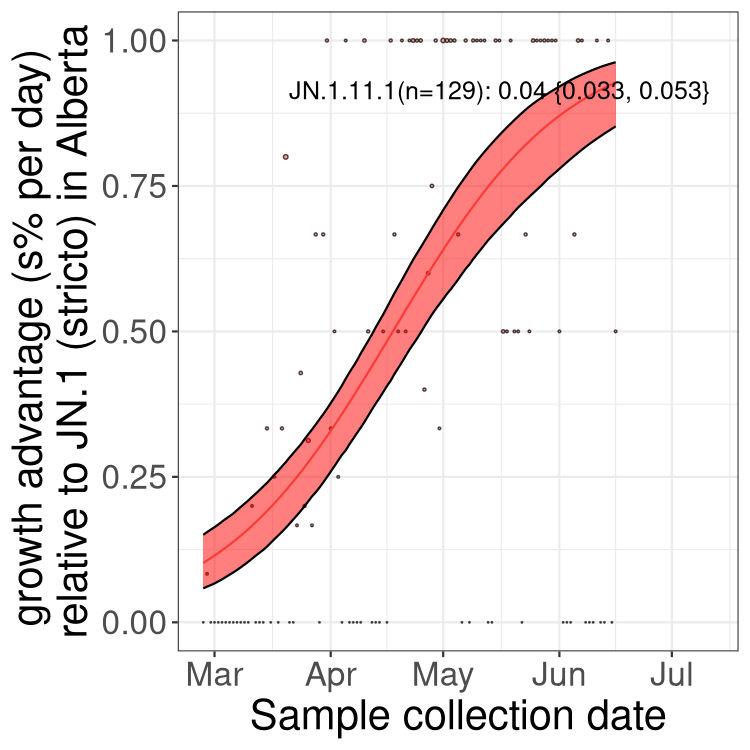 growth advantage (s% per day)
relative to JN.1 (stricto) in Alberta
1.00
0.75
0.50
0.25
0.00
JN.1.11.1(n=129): 0.04 {0.033, 0.053}
Mar Apr May Jun Jul
Sample collection date